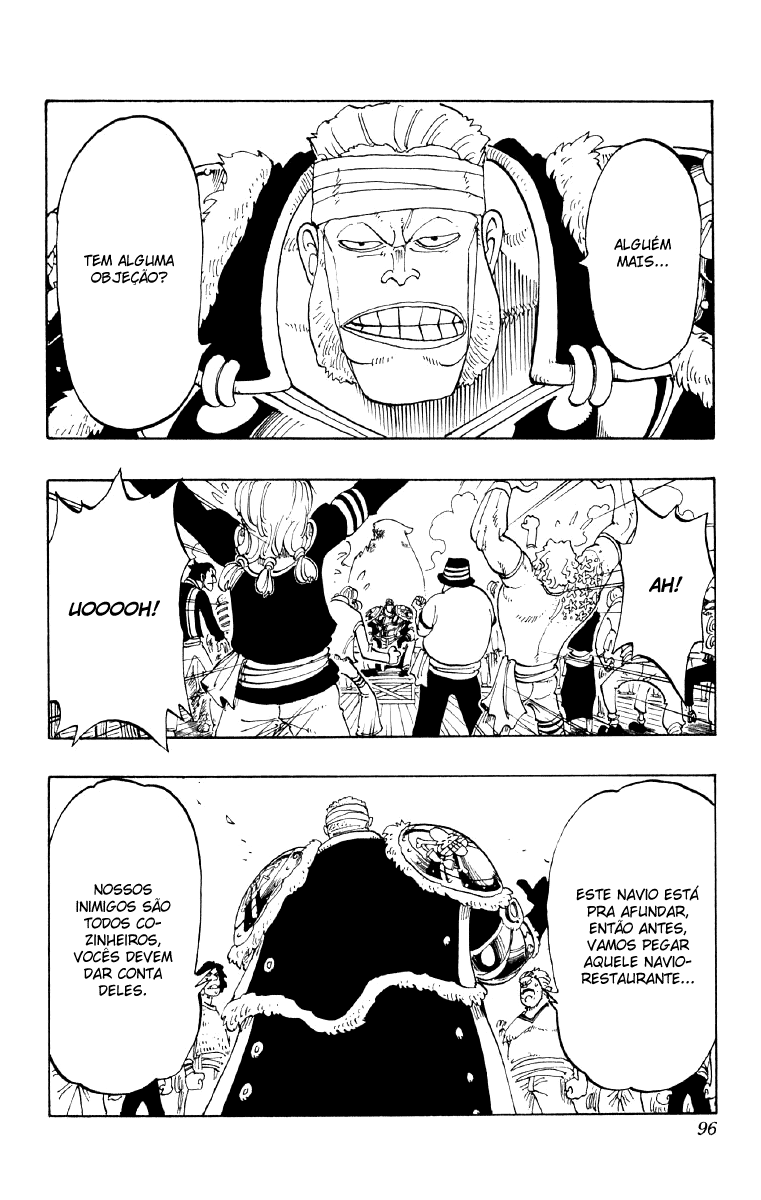 ALGUÉM
MAIS...
TEM ALGUMA
OBJEÇÃO?
AH!
UOOOOH!
ESTE NAVIO ESTÁ
PRA AFUNDAR,
ENTÃO ANTES,
VAMOS PEGAR
AQUELE NAVIO-
RESTAURANTE...
NOSSOS
INIMIGOS SÃO
TODOS CO-
ZINHEIROS,
VOCÊS DEVEM
DAR CONTA
DELES.
96